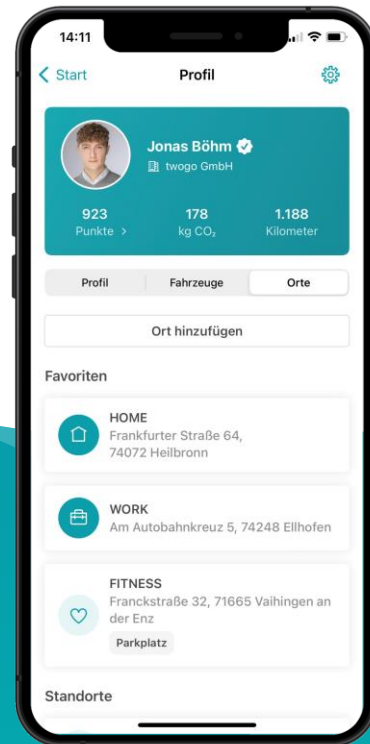 14:11
Start
Profil
Jonas Böhm
twogo GmbH
923
178
1.188
Punkte >
kg CO₂
Kilometer
Profil
Fahrzeuge
Orte
Ort hinzufügen
Favoriten
HOME
Frankfurter Straße 64,
74072 Heilbronn
WORK
Am Autobahnkreuz 5, 74248 Ellhofen
FITNESS
Franckstraße 32, 71665 Vaihingen an
der Enz
Parkplatz
Standorte